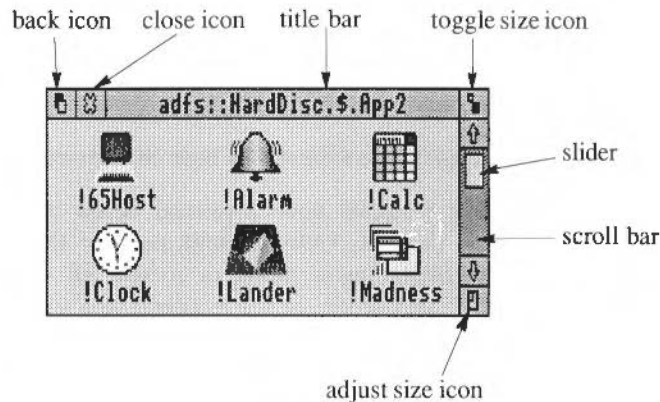 back icon close icon title bar toggle size icon
adfs::HardDisc.$.App2
slider
!65Host !Alarm !Calc
scroll bar
!Clock !Lander !Madness
adjust size icon